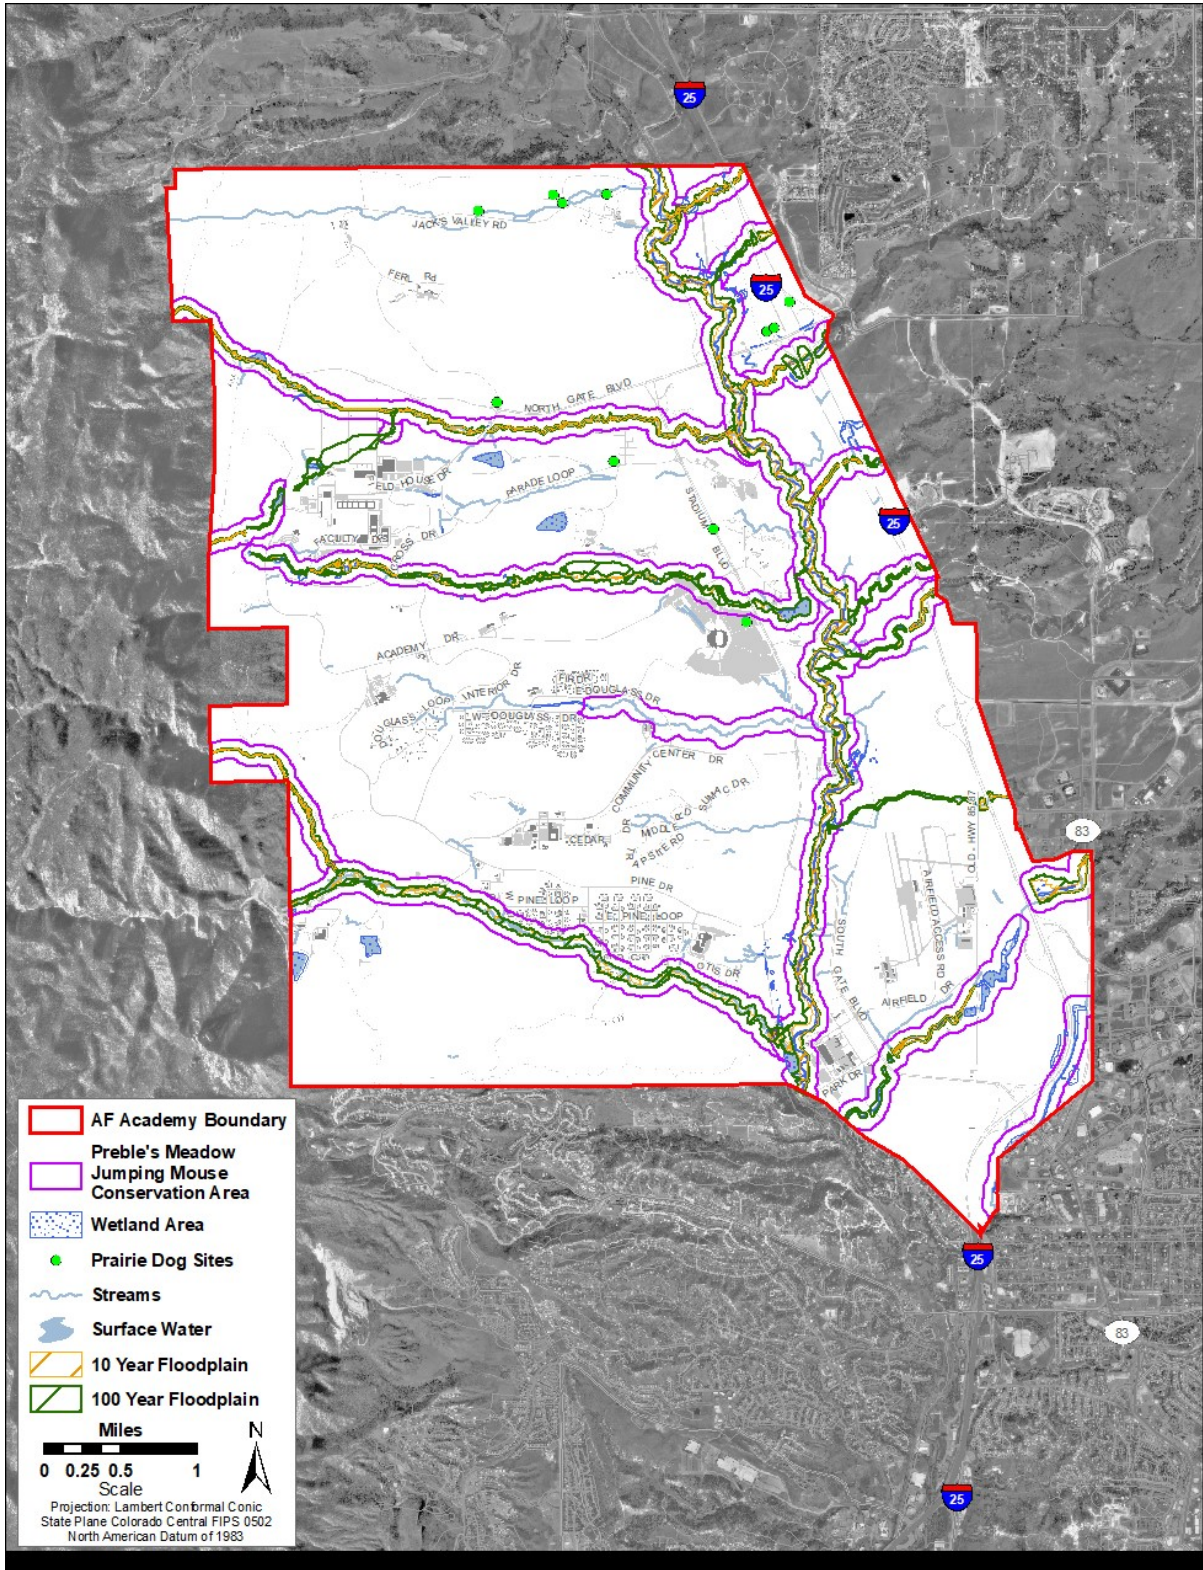 25
JACK'S VALLEY RD
FERL Rd
25
NORTH GATE BLVD
FIELD HOUSE DR
PARADE LOOP
STADIUM BLVD
25
FACULTY DR
CROSS DR
ACADEMY DR
INTERIOR DR
FIR DR
E DOUGLASS DR
DOUGLASS LOOP
W DOUGLASS DR
COMMUNITY CENTER DR
SUMAC DR
MIDDLE RD
CEDAR
DR
83
OLD HWY 85/87
PINE DR
PINE LOOP
E PINE LOOP
AIRFIELD ACCESS RD
SOUTH GATE BLVD
OTIS DR
AIRFIELD DR
PARK DR
AF Academy Boundary
Preble's Meadow
Jumping Mouse
Conservation Area
Wetland Area
Prairie Dog Sites
Streams
Surface Water
10 Year Floodplain
100 Year Floodplain
Miles
N
0 0.25 0.5 1
Scale
Projection: Lambert Conformal Conic
State Plane Colorado Central FIPS 0502
North American Datum of 1983
25
83
25